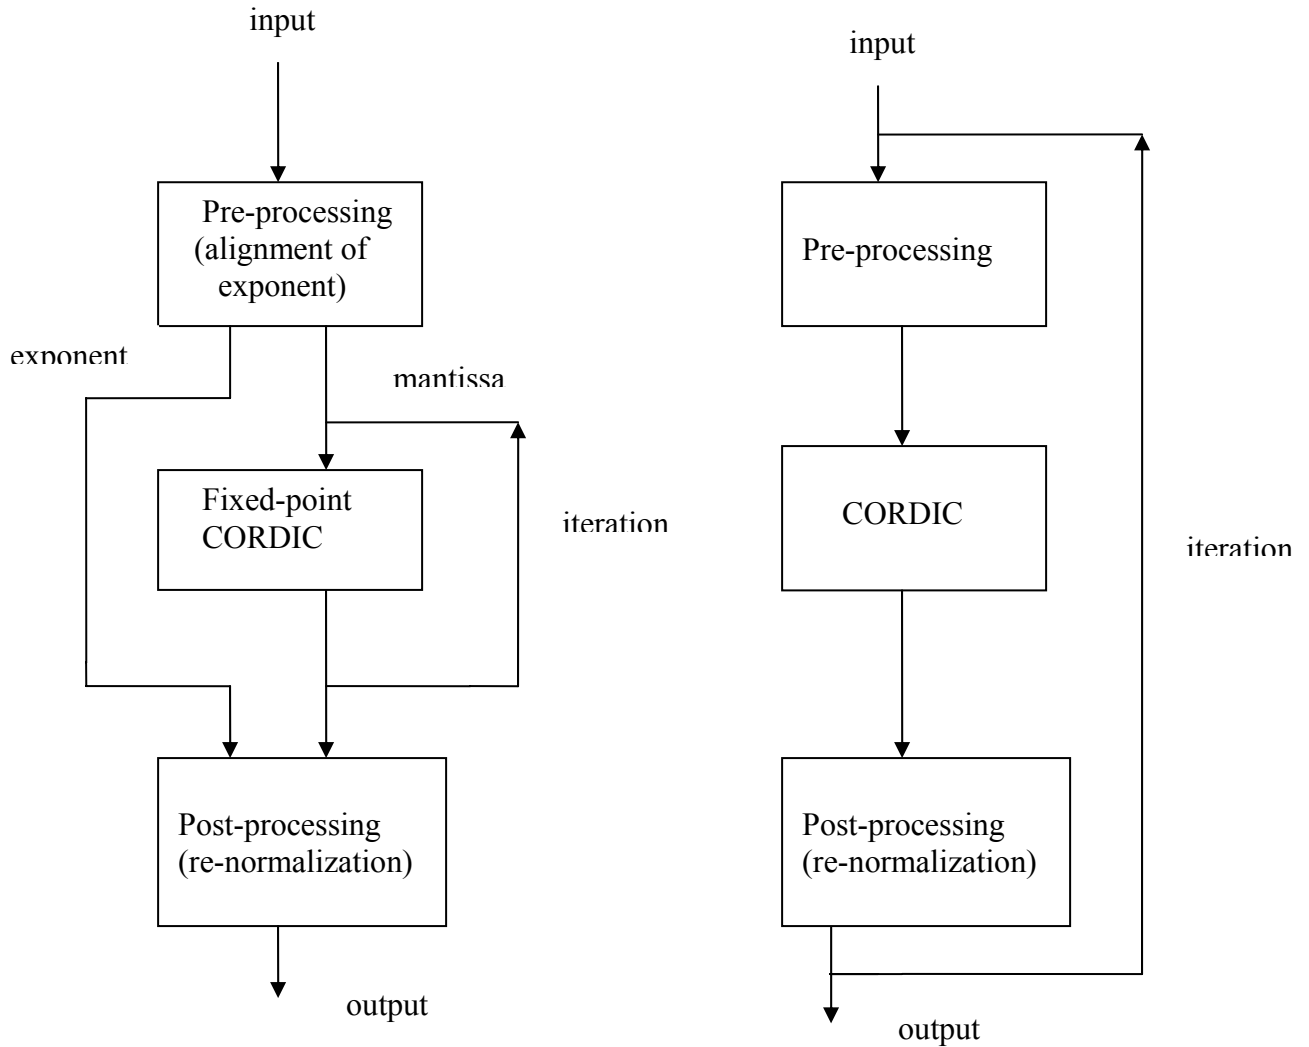 input
Pre-processing
(alignment of
exponent)
exponent
mantissa
Fixed-point
CORDIC
iteration
Post-processing
(re-normalization)
output
input
Pre-processing
CORDIC
iteration
Post-processing
(re-normalization)
output